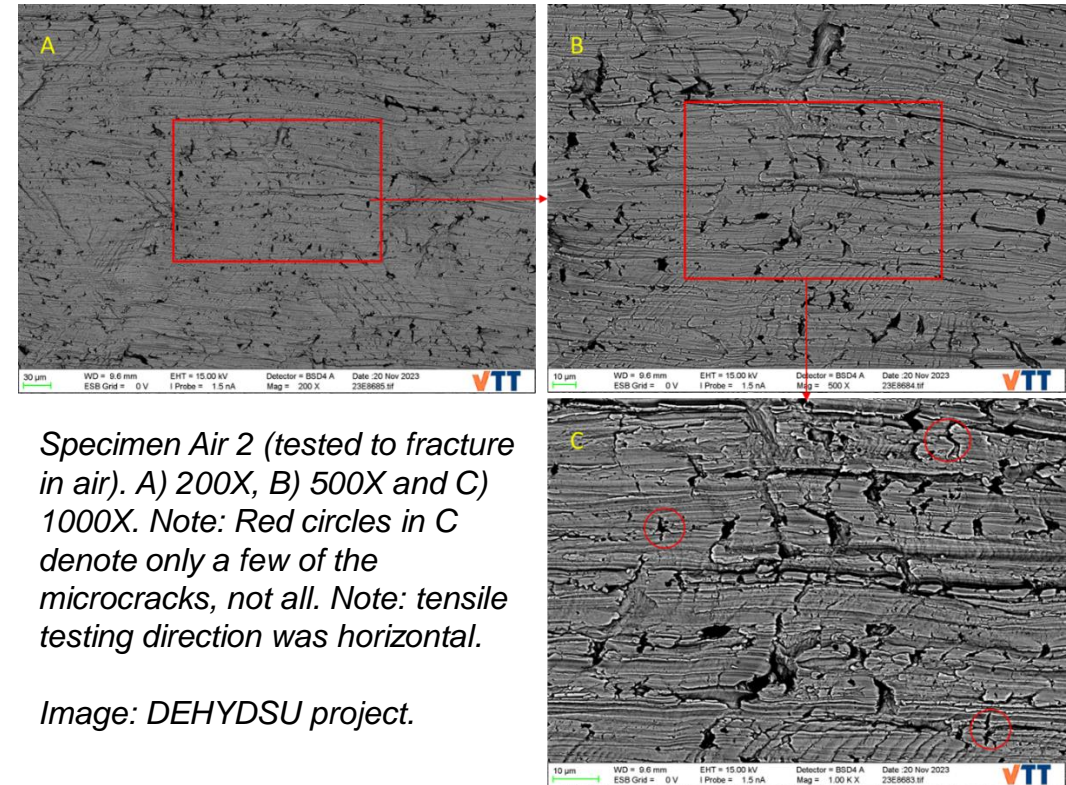 A
30 µm
WD = 9.6 mm EHT = 15.00 kV Detector = BSD4 A Date :20 Nov 2023
ESB Grid = 0 V I Probe = 1.5 nA Mag = 200 X 23E8685.tif
VTT
B
10 µm
WD = 9.6 mm EHT = 15.00 kV Detector = BSD4 A Date :20 Nov 2023
ESB Grid = 0 V I Probe = 1.5 nA Mag = 500 X 23E8684.tif
VTT
Specimen Air 2 (tested to fracture
in air). A) 200X, B) 500X and C)
1000X. Note: Red circles in C
denote only a few of the
microcracks, not all. Note: tensile
testing direction was horizontal.
Image: DEHYDSU project.
C
10 µm
WD = 9.6 mm EHT = 15.00 kV Detector = BSD4 A Date :20 Nov 2023
ESB Grid = 0 V I Probe = 1.5 nA Mag = 1.00 K X 23E8683.tif
VTT